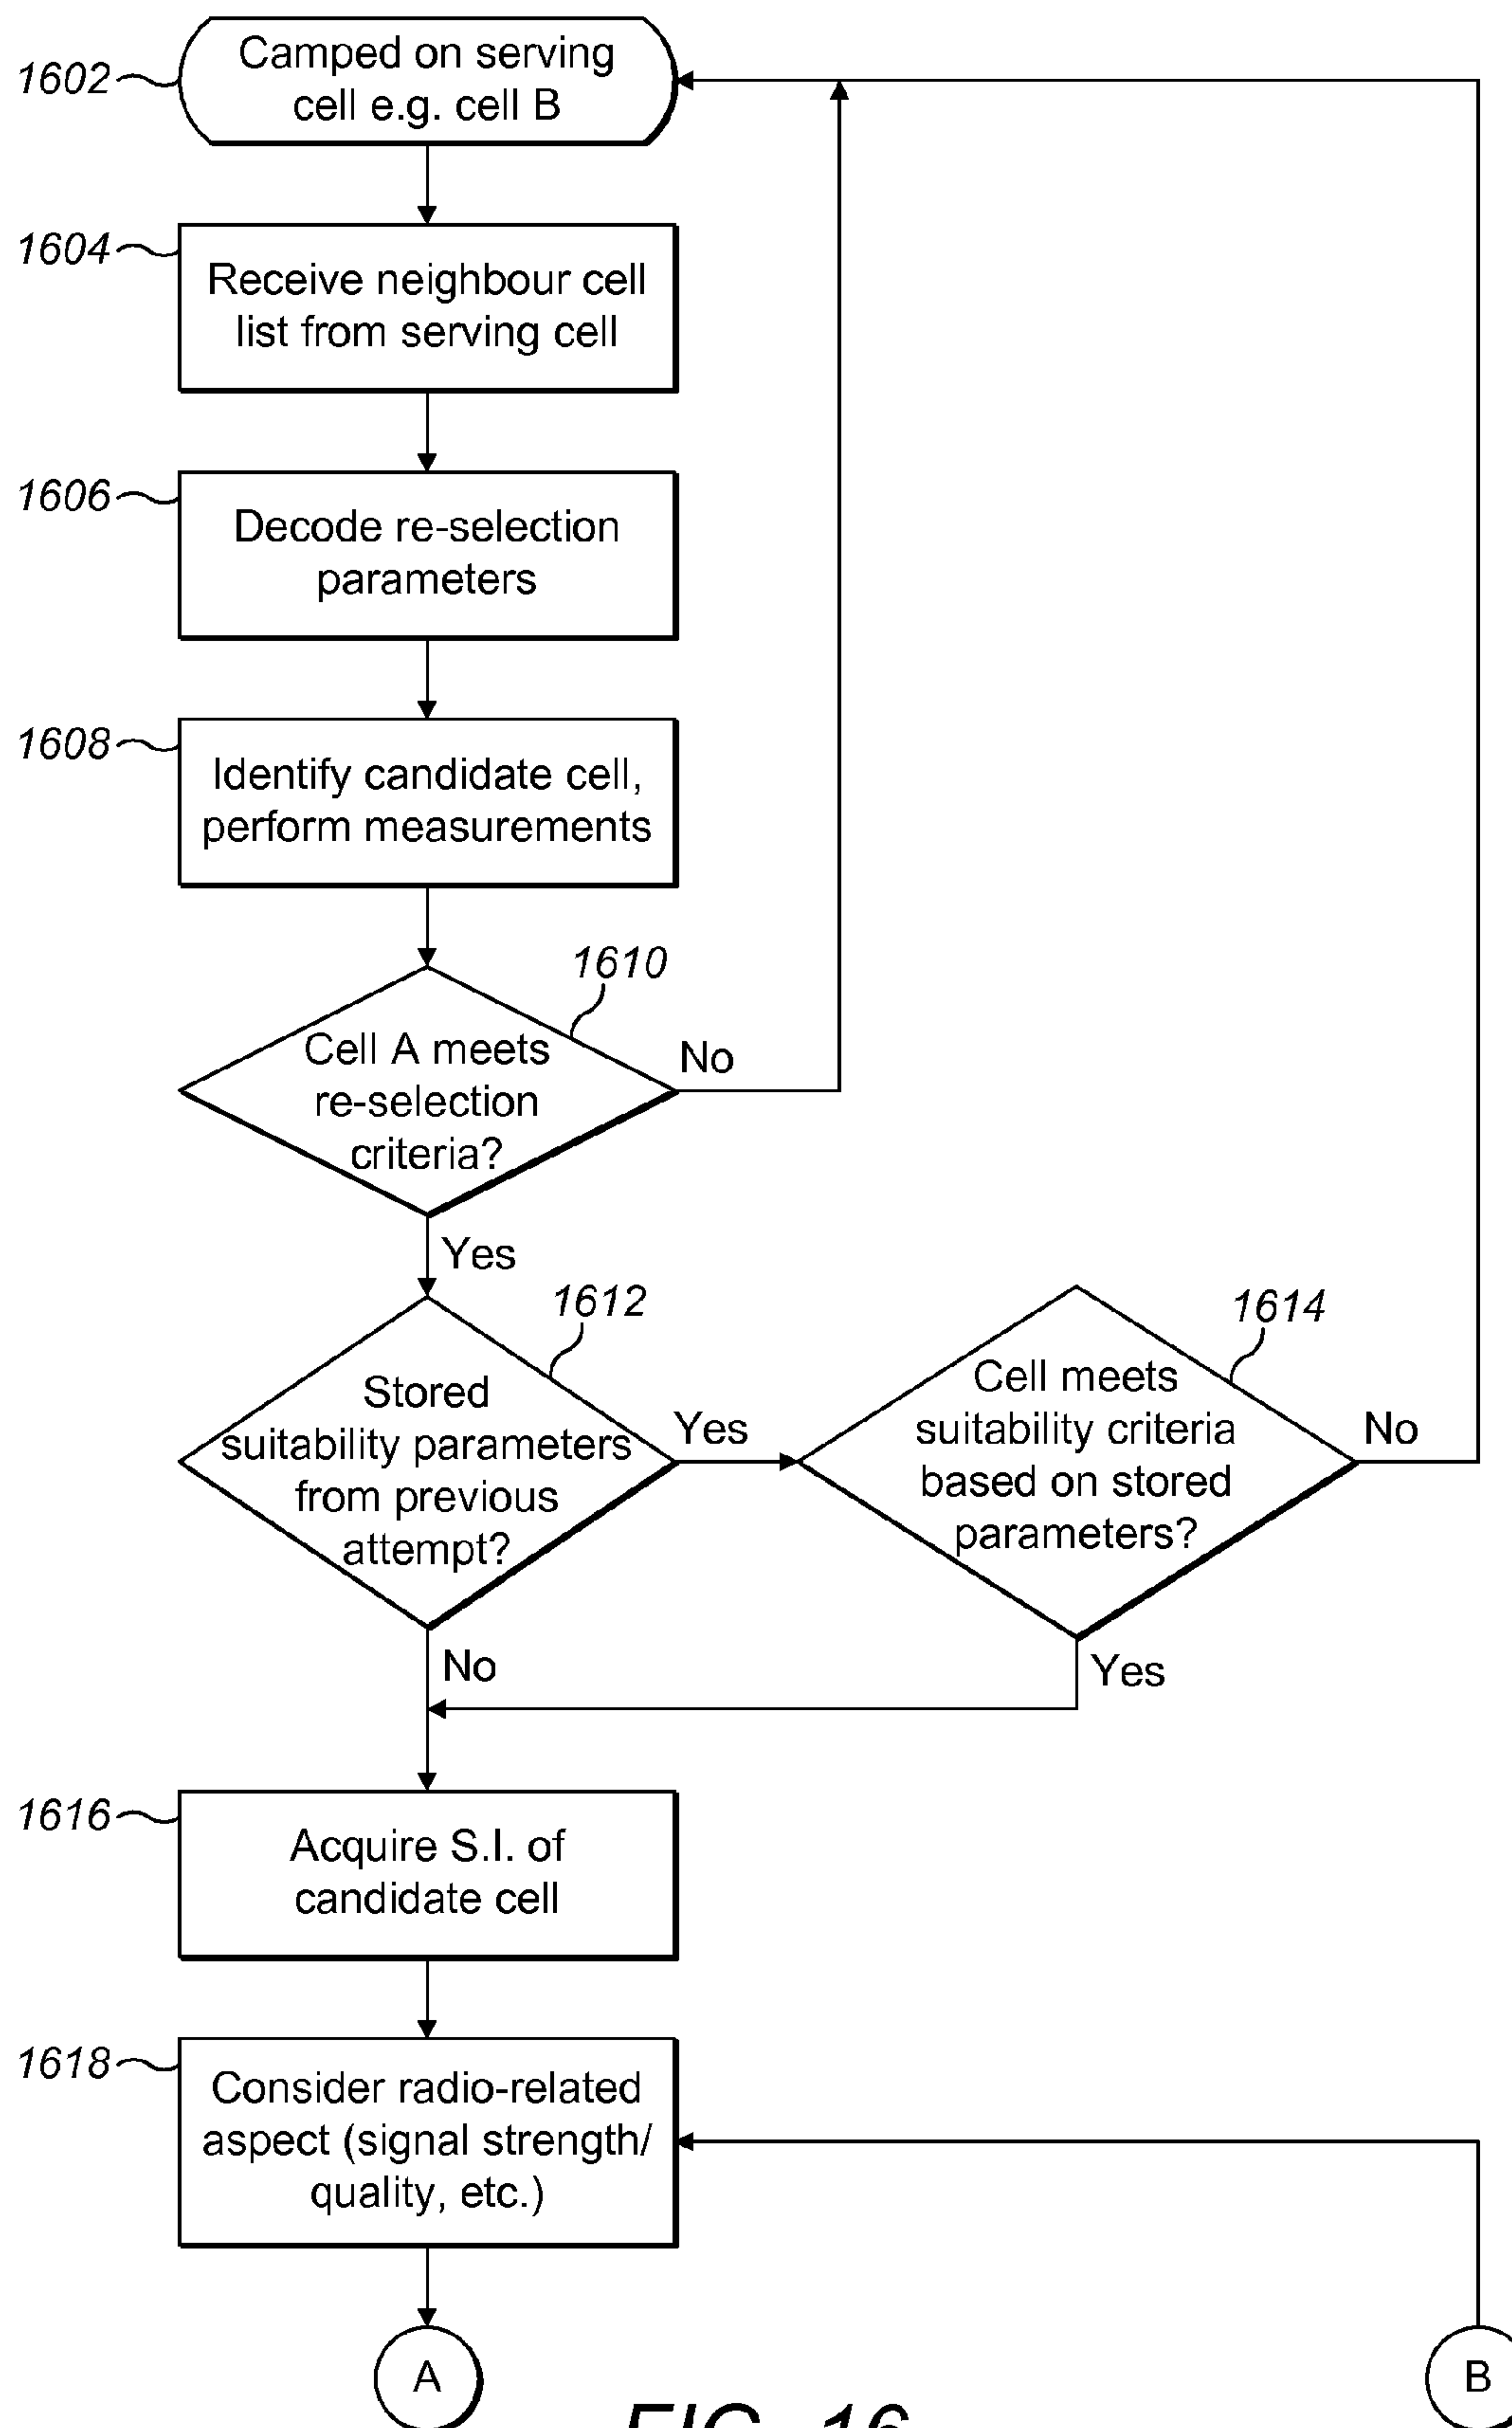 1602
Camped on serving
cell e.g. cell B
1604
Receive neighbour cell
list from serving cell
1606
Decode re-selection
parameters
1608
Identify candidate cell,
perform measurements
1610
Cell A meets
re-selection
criteria?
No
Yes
1612
Stored
suitability parameters
from previous
attempt?
Yes
1614
Cell meets
suitability criteria
based on stored
parameters?
No
No
Yes
1616
Acquire S.I. of
candidate cell
1618
Consider radio-related
aspect (signal strength/
quality, etc.)
A
B
FIG. 16